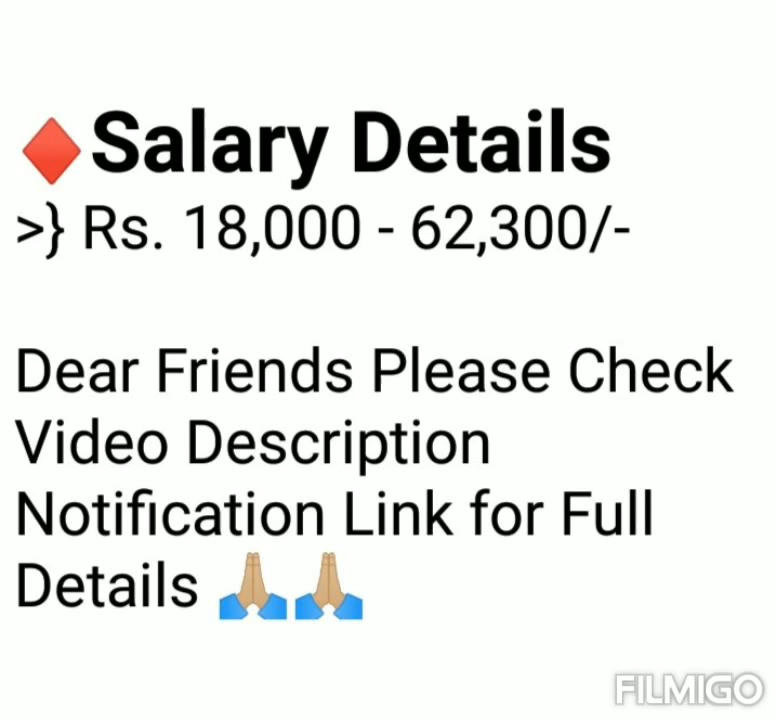 ♦Salary Details
>} Rs. 18,000 - 62,300/-
Dear Friends Please Check
Video Description
Notification Link for Full
Details 🙏🏼🙏🏼
FILMIGO